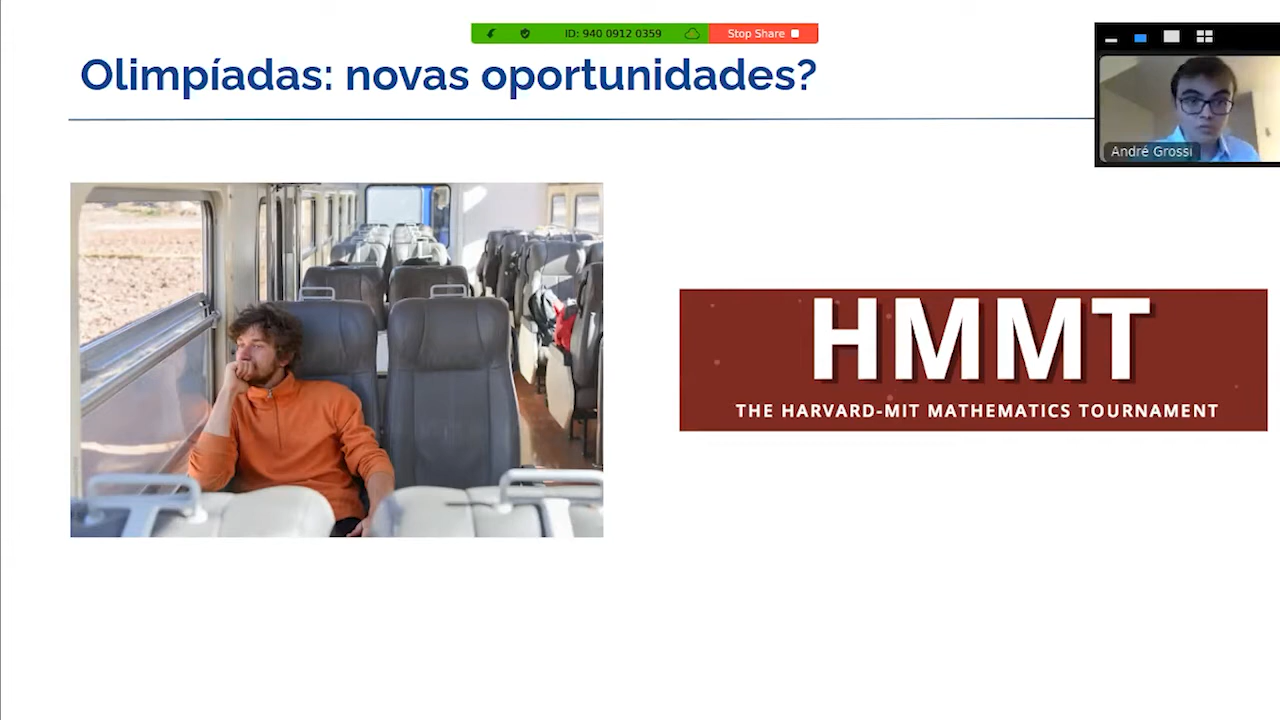 ID: 940 0912 0359
Stop Share
Olimpíadas: novas oportunidades?
André Grossi
HMMT
THE HARVARD-MIT MATHEMATICS TOURNAMENT